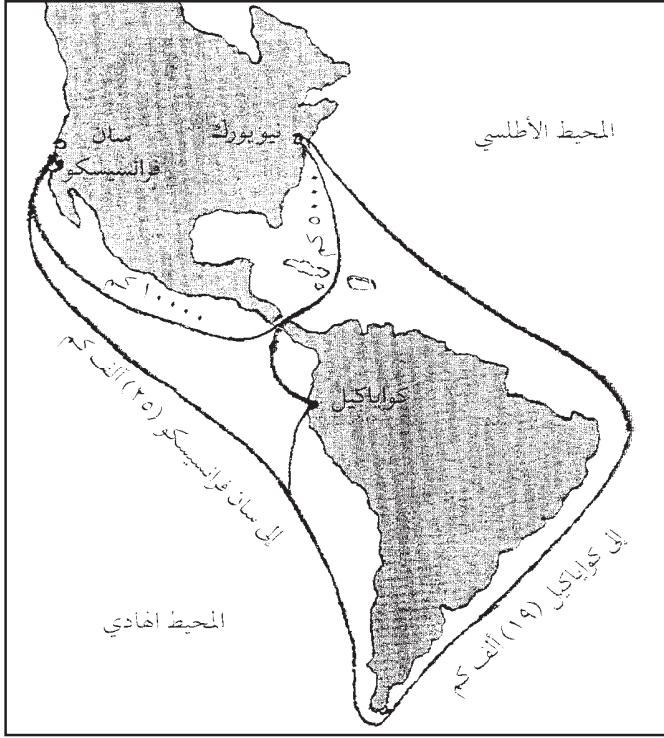 المحيط الأطلسي
نيويورك
سان
فرانسيسكو
٥٠٠٠ كم
١٠٠٠٠ كم
كواياكيل
إلى سان فرانسيسكو (٢٥) ألف كم
إلى كواياكيل (١٩) ألف كم
المحيط الهادي